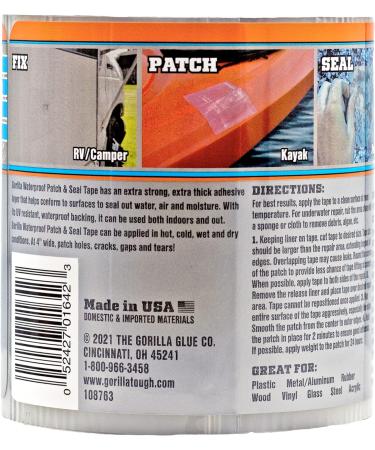 FIX
PATCH
SEAL
RV/Camper
Kayak
Gorilla Waterproof Patch & Seal Tape has an extra strong, extra thick adhesive
layer that helps conform to surfaces to seal out water, air and moisture. With
its UV resistant, waterproof backing, it can be used both indoors and out.
Gorilla Waterproof Patch & Seal Tape can be applied in hot, cold, wet and dry
conditions. At 4" wide, patch holes, cracks, gaps and tears!
0 52427 01642 3
Made in USA
DOMESTIC & IMPORTED MATERIALS
© 2021 THE GORILLA GLUE CO.
CINCINNATI, OH 45241
1-800-966-3458
www.gorillatough.com
108763
DIRECTIONS:
For best results, apply the tape to a clean surface
temperature. For underwater repair, rub the area
a sponge or cloth to remove debris, algae, etc.
1. Keeping liner on tape, cut tape to desired size. Tape
should be larger than the repair area, extending
edges. Overlapping tape may cause leaks. Round
of the patch to provide less chance of tape lifting
When possible, apply tape to both sides of the
Remove the release liner and place tape over
area. Tape cannot be repositioned once applied.
entire surface of the tape aggressively,
Smooth the patch from the center to outer edges.
the patch in place for 2 minutes to ensure
If possible, apply weight to the patch for 24 hours.
GREAT FOR:
Plastic Metal/Aluminum Rubber
Wood Vinyl Glass Steel Acrylic